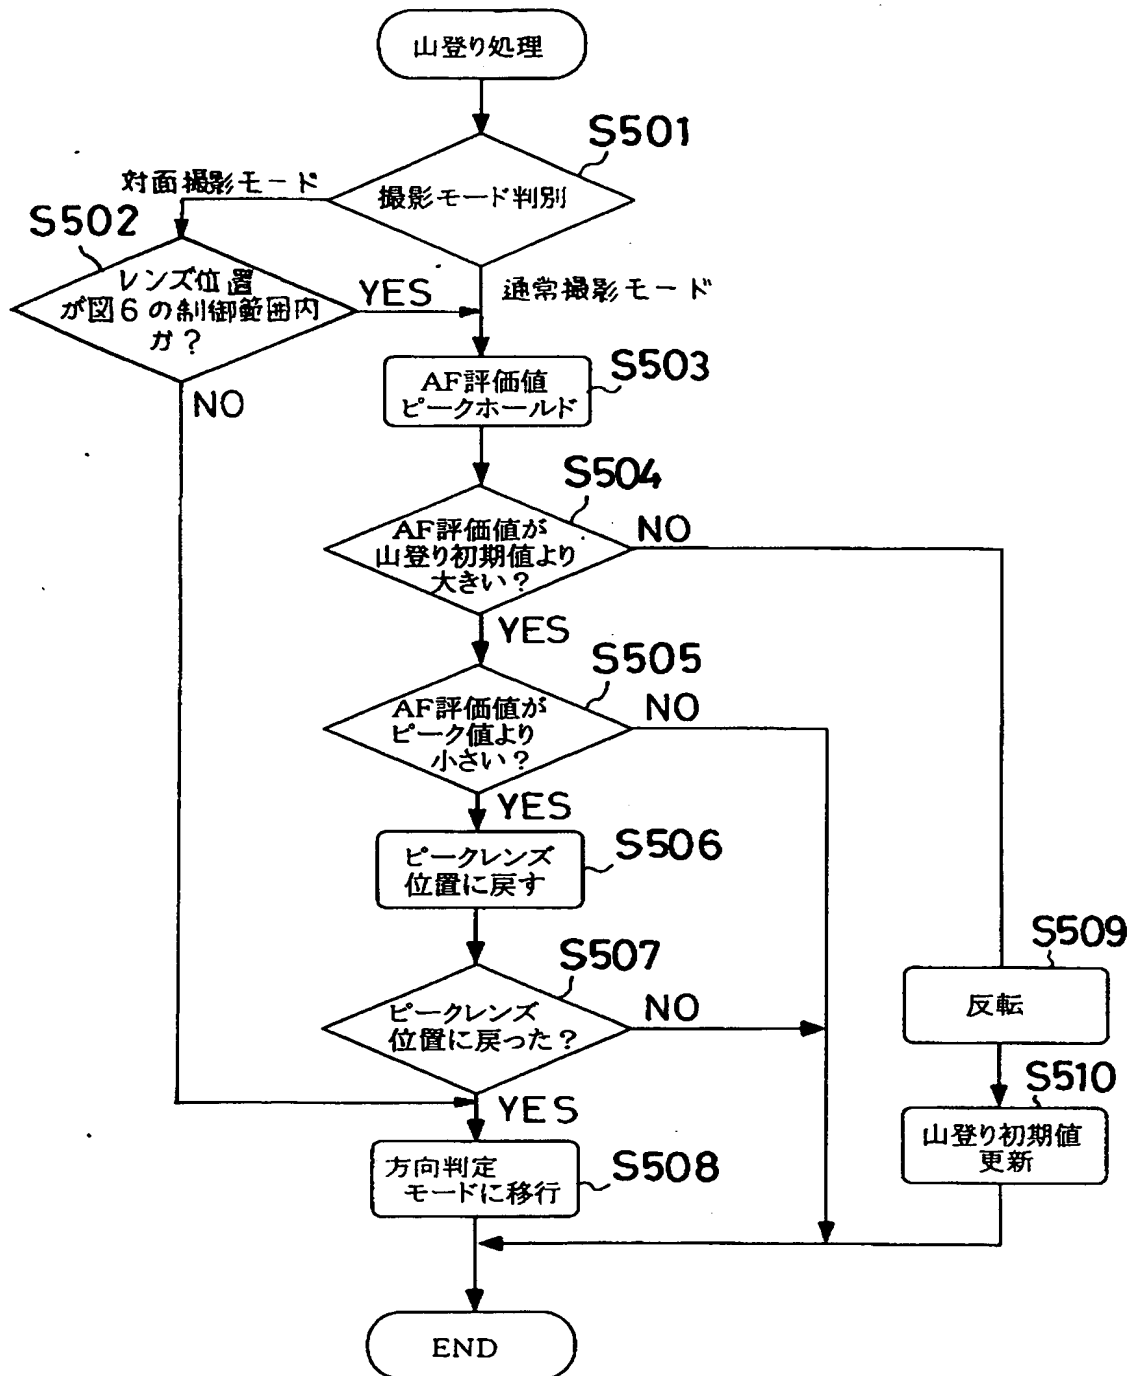 山登り処理
S501
撮影モード判別
対面撮影モード
通常撮影モード
S502
レンズ位置
が図6の制御範囲内
か?
YES
NO
S503
AF評価値
ピークホールド
S504
AF評価値が
山登り初期値より
大きい?
NO
YES
S505
AF評価値が
ピーク値より
小さい?
NO
YES
S506
ピークレンズ
位置に戻す
S507
ピークレンズ
位置に戻った?
NO
YES
S508
方向判定
モードに移行
S509
反転
S510
山登り初期値
更新
END